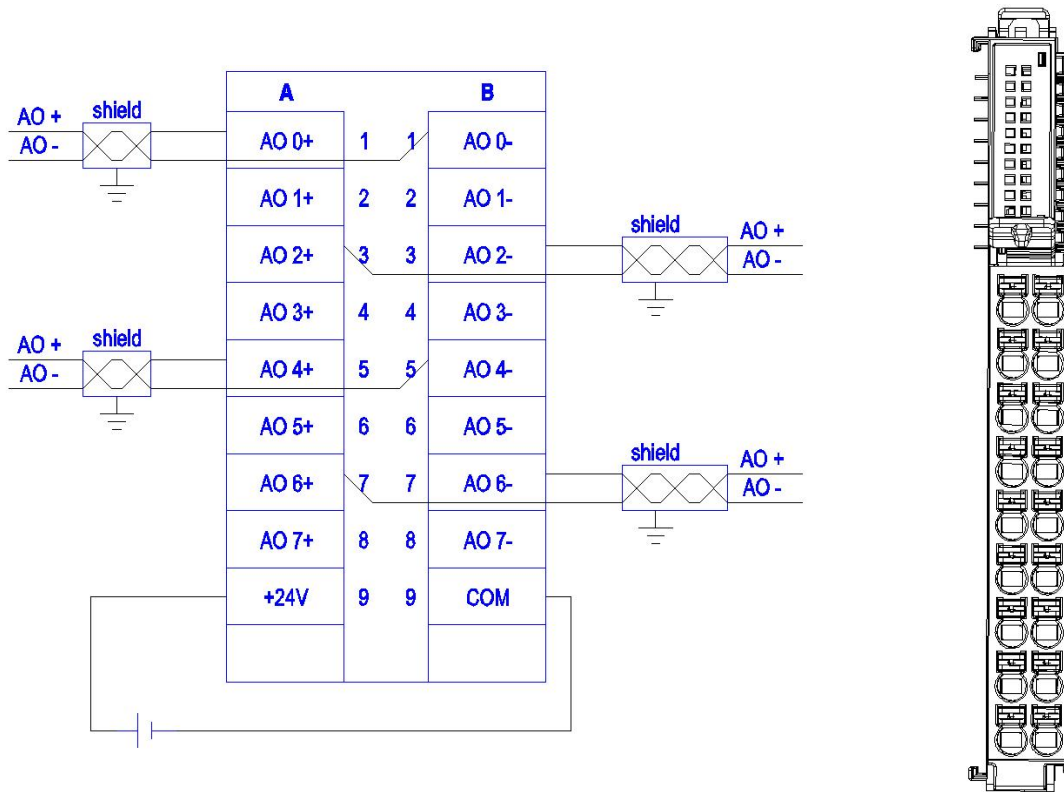 A B
AO + shield
AO -
AO 0+ 1 1 AO 0-
AO 1+ 2 2 AO 1-
shield AO +
AO -
AO 2+ 3 3 AO 2-
AO 3+ 4 4 AO 3-
AO + shield
AO -
AO 4+ 5 5 AO 4-
AO 5+ 6 6 AO 5-
shield AO +
AO -
AO 6+ 7 7 AO 6-
AO 7+ 8 8 AO 7-
+24V 9 9 COM